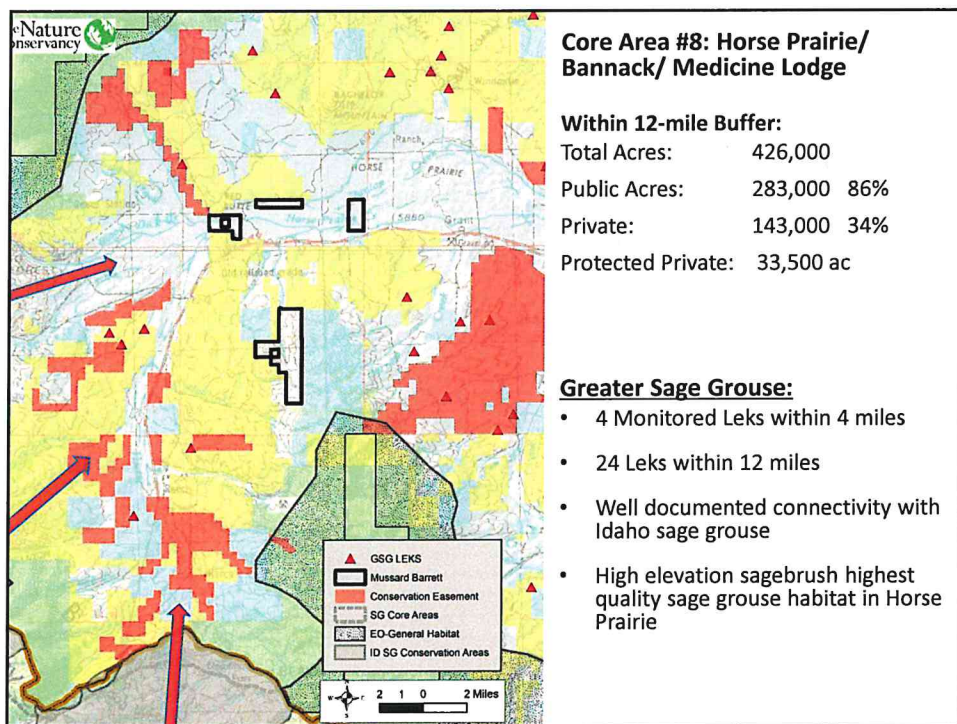 Nature
onservancy
Core Area #8: Horse Prairie/
Bannack/ Medicine Lodge
Within 12-mile Buffer:
Total Acres: 426,000
Public Acres: 283,000 86%
Private: 143,000 34%
Protected Private: 33,500 ac
Greater Sage Grouse:
• 4 Monitored Leks within 4 miles
• 24 Leks within 12 miles
• Well documented connectivity with
Idaho sage grouse
• High elevation sagebrush highest
quality sage grouse habitat in Horse
Prairie
HORSE
PRAIRIE
Ranch
Grant
GSG LEKS
Mussard Barrett
Conservation Easement
SG Core Areas
EO-General Habitat
ID SG Conservation Areas
2 1 0 2 Miles